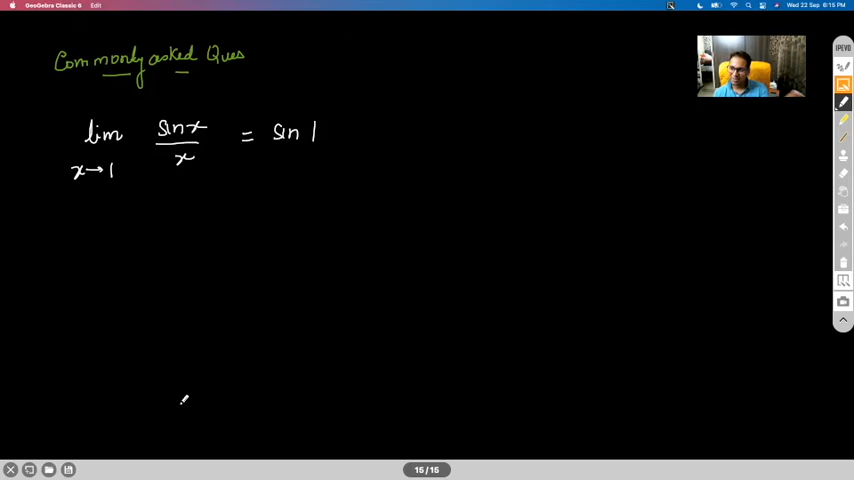 GeoGebra Classic 6 Edit Wed 22 Sep 6:15 PM
IPEVO
Commonly asked Ques
lim sinx/x = sin 1
x→1
15/15